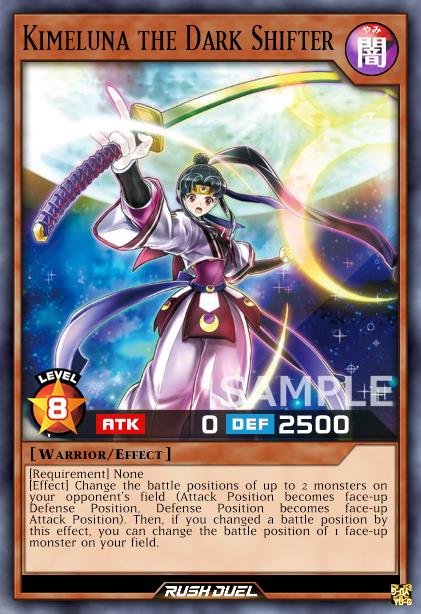 KIMELUNA THE DARK SHIFTER
やみ
闇
SAMPLE
LEVEL
8
ATK 0 DEF 2500
[WARRIOR/EFFECT]
[Requirement] None
[Effect] Change the battle positions of up to 2 monsters on
your opponent's field (Attack Position becomes face-up
Defense Position, Defense Position becomes face-up
Attack Position). Then, if you changed a battle position by
this effect, you can change the battle position of 1 face-up
monster on your field.
RUSH DUEL